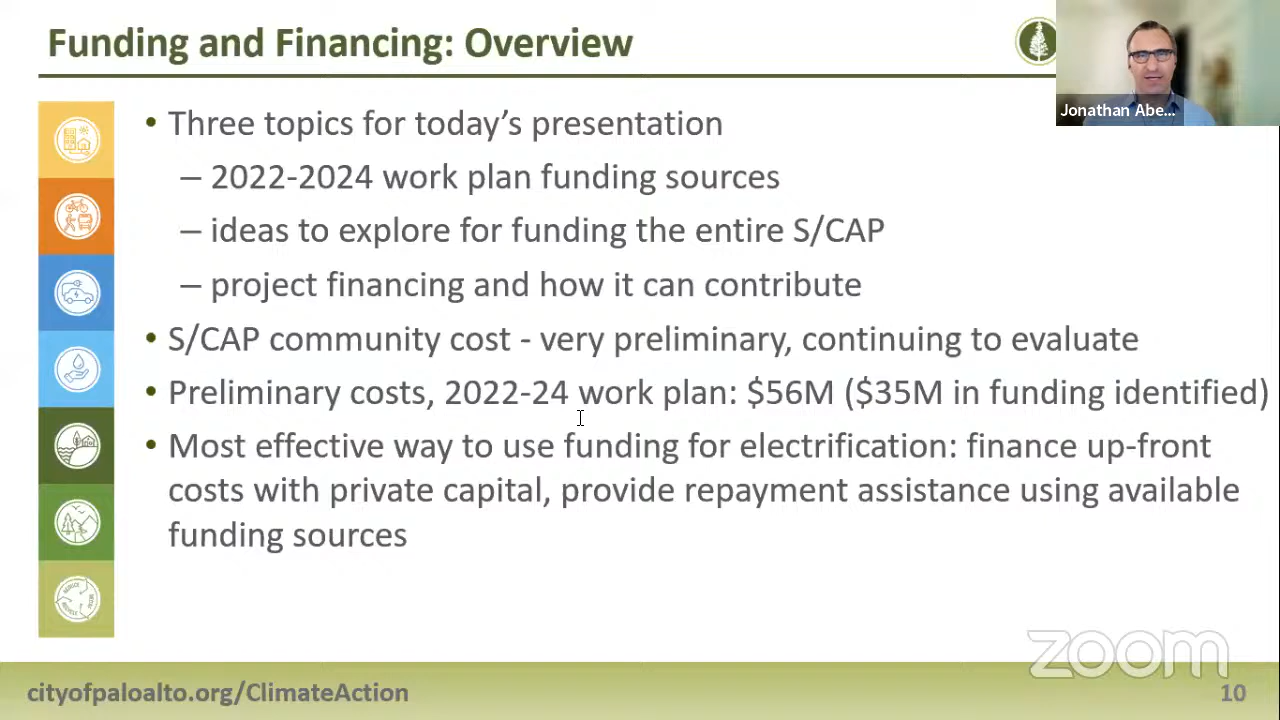 Funding and Financing: Overview
Jonathan Abe...
• Three topics for today's presentation
– 2022-2024 work plan funding sources
– ideas to explore for funding the entire S/CAP
– project financing and how it can contribute
• S/CAP community cost - very preliminary, continuing to evaluate
• Preliminary costs, 2022-24 work plan: $56M ($35M in funding identified)
• Most effective way to use funding for electrification: finance up-front
costs with private capital, provide repayment assistance using available
funding sources
zoom
cityofpaloalto.org/ClimateAction
10